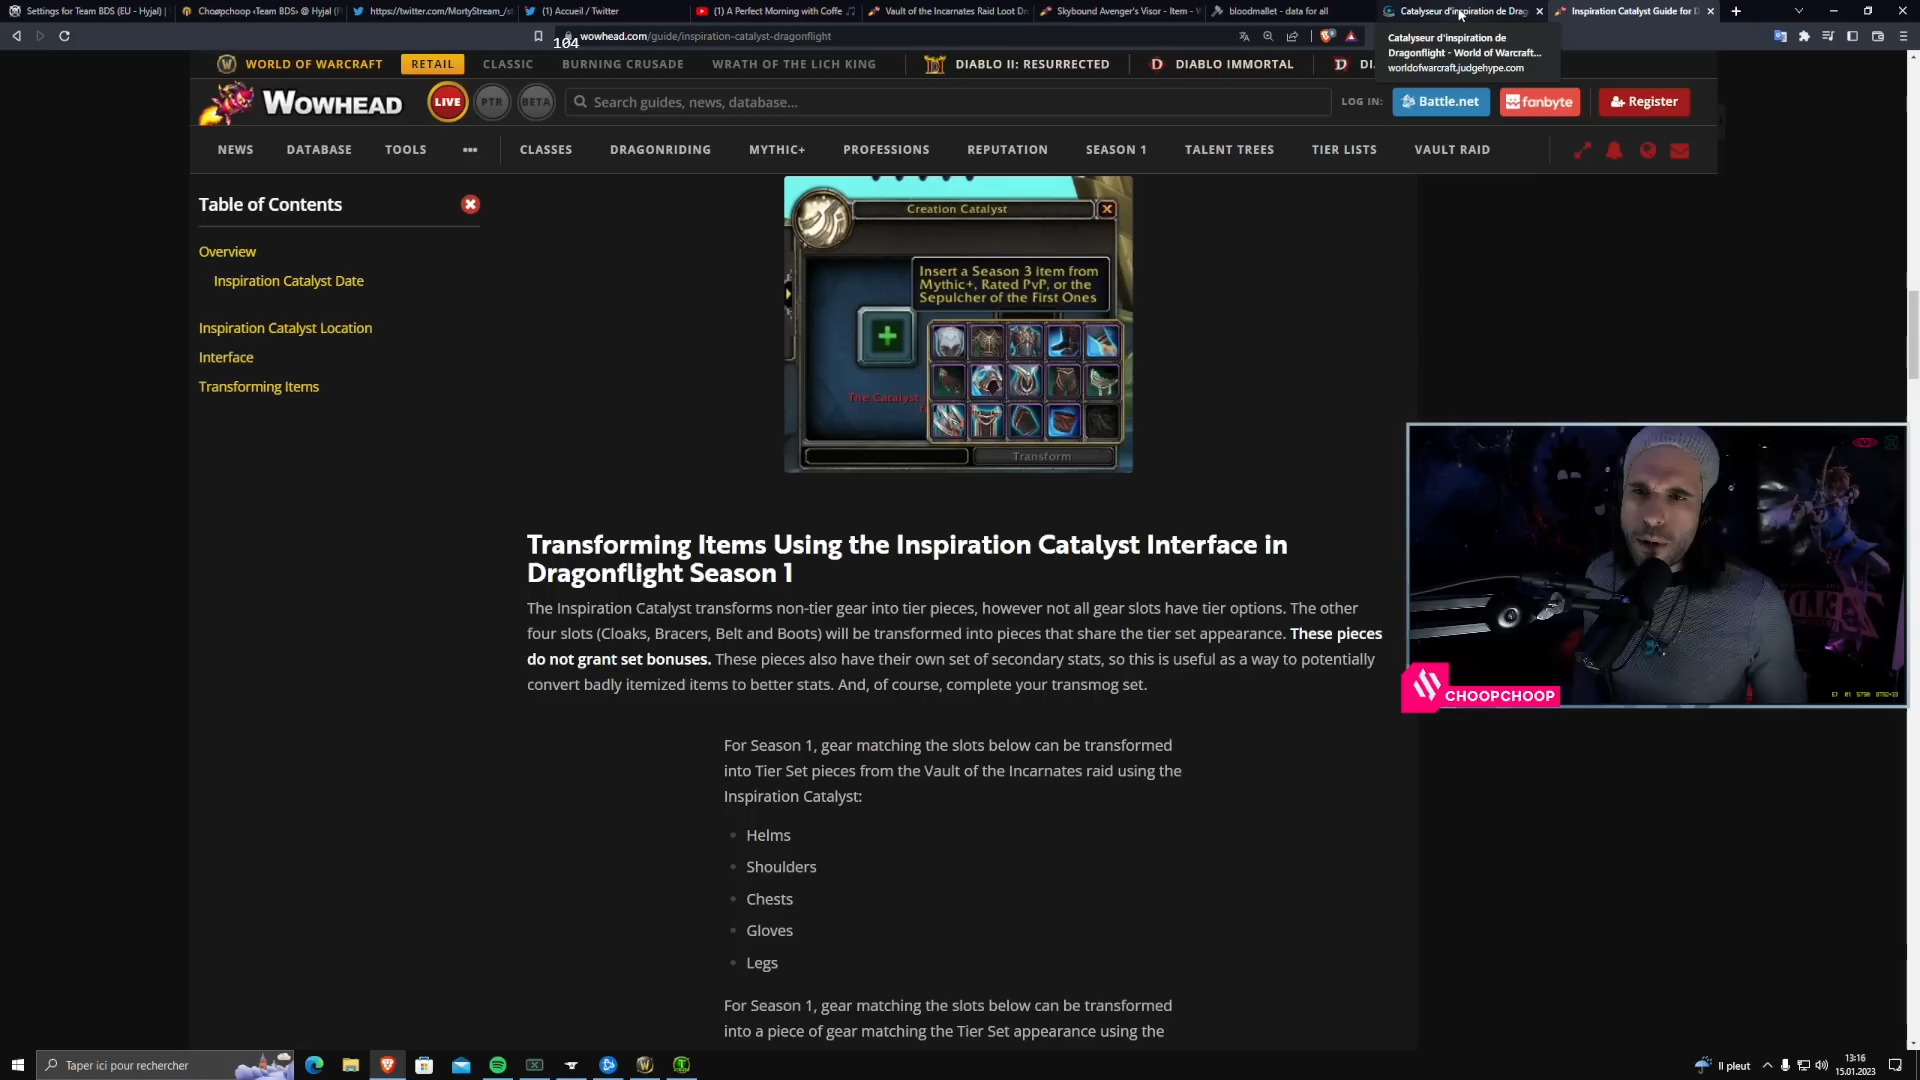 Settings for Team BDS (EU - Hyjal) |
Choøpchoop ‹Team BDS› @ Hyjal (F
https://twitter.com/MortyStream_/st
(1) Accueil / Twitter
(1) A Perfect Morning with Coffe
Vault of the Incarnates Raid Loot Dr
Skybound Avenger's Visor - Item - W
bloodmallet - data for all
Catalyseur d'inspiration de Drag
Inspiration Catalyst Guide for D
104
wowhead.com/guide/inspiration-catalyst-dragonflight
Catalyseur d'inspiration de
Dragonflight - World of Warcraft...
worldofwarcraft.judgehype.com
WORLD OF WARCRAFT
RETAIL
CLASSIC
BURNING CRUSADE
WRATH OF THE LICH KING
DIABLO II: RESURRECTED
DIABLO IMMORTAL
DI
WOWHEAD
LIVE
PTR
BETA
Search guides, news, database...
LOG IN:
Battle.net
fanbyte
Register
NEWS
DATABASE
TOOLS
CLASSES
DRAGONRIDING
MYTHIC+
PROFESSIONS
REPUTATION
SEASON 1
TALENT TREES
TIER LISTS
VAULT RAID
Table of Contents
Overview
Inspiration Catalyst Date
Inspiration Catalyst Location
Interface
Transforming Items
Creation Catalyst
Insert a Season 3 item from
Mythic+, Rated PvP, or the
Sepulcher of the First Ones
The Catalyst
Transform
Transforming Items Using the Inspiration Catalyst Interface in
Dragonflight Season 1
The Inspiration Catalyst transforms non-tier gear into tier pieces, however not all gear slots have tier options. The other
four slots (Cloaks, Bracers, Belt and Boots) will be transformed into pieces that share the tier set appearance. These pieces
do not grant set bonuses. These pieces also have their own set of secondary stats, so this is useful as a way to potentially
convert badly itemized items to better stats. And, of course, complete your transmog set.
For Season 1, gear matching the slots below can be transformed
into Tier Set pieces from the Vault of the Incarnates raid using the
Inspiration Catalyst:
Helms
Shoulders
Chests
Gloves
Legs
For Season 1, gear matching the slots below can be transformed
into a piece of gear matching the Tier Set appearance using the
CHOOPCHOOP
Taper ici pour rechercher
Il pleut
13:16
15.01.2023